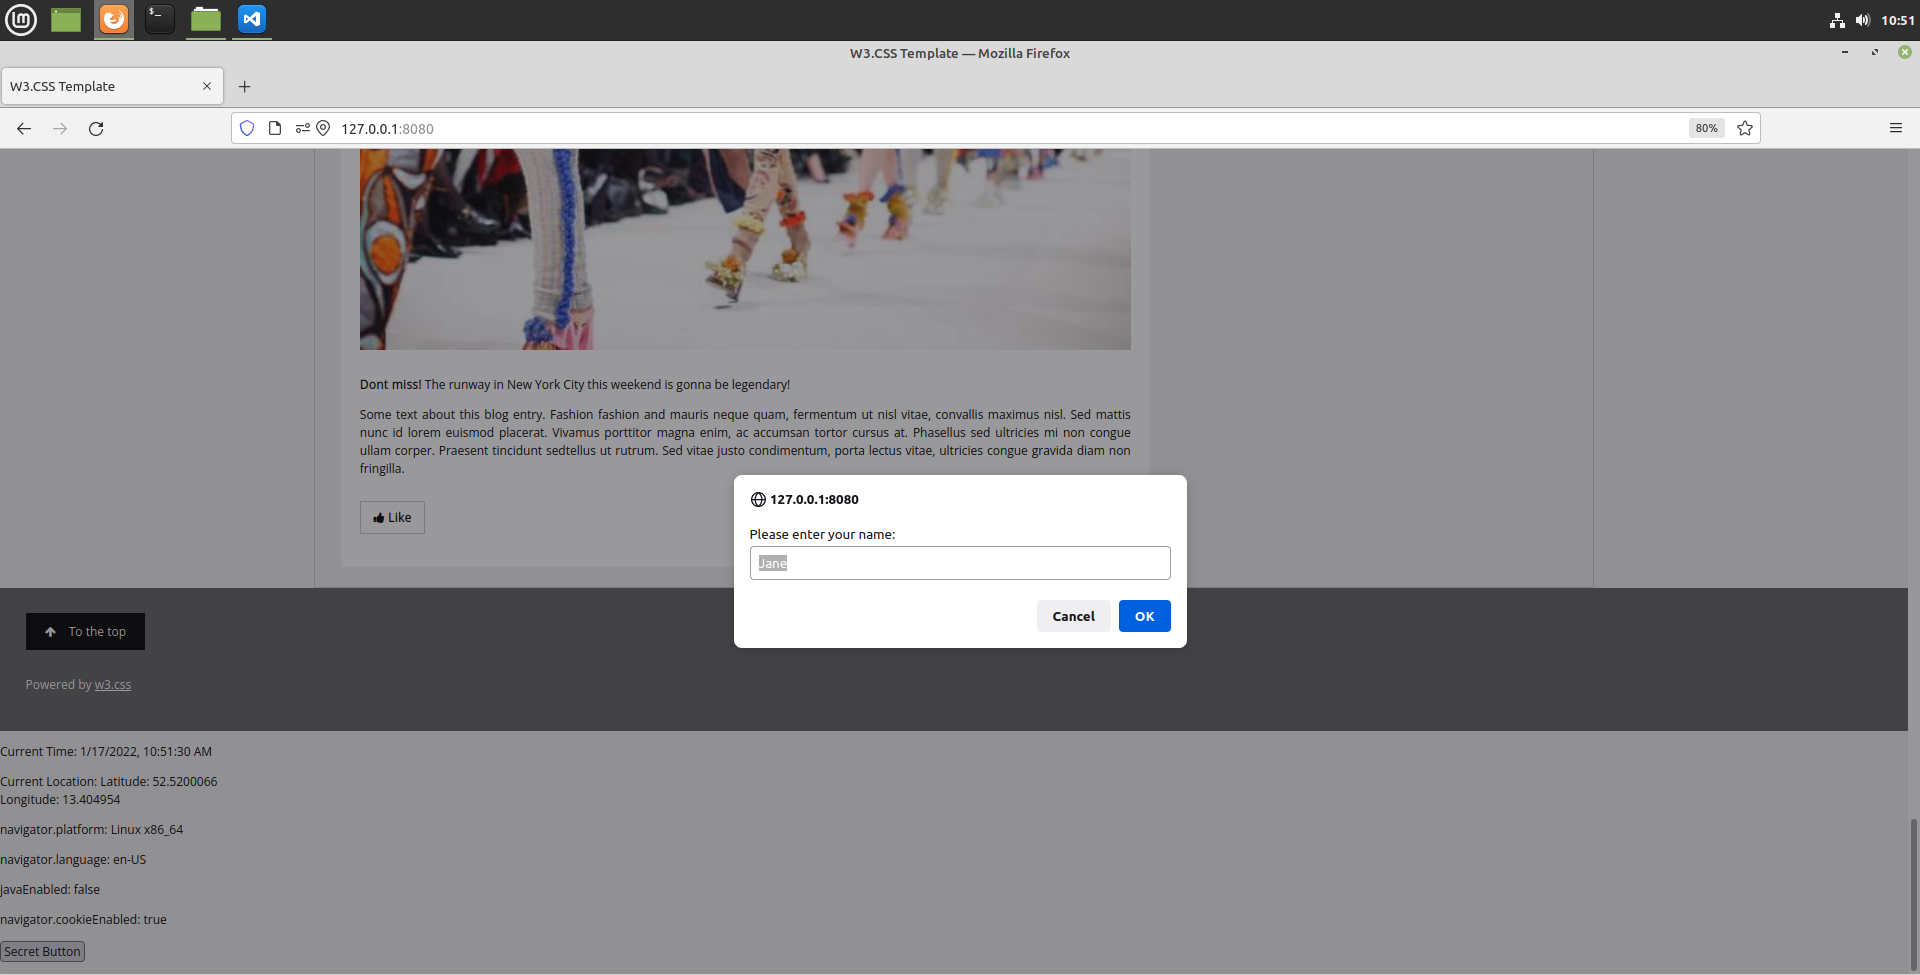 $_
10:51
W3.CSS Template — Mozilla Firefox
W3.CSS Template
127.0.0.1:8080
80%
Dont miss! The runway in New York City this weekend is gonna be legendary!
Some text about this blog entry. Fashion fashion and mauris neque quam, fermentum ut nisl vitae, convallis maximus nisl. Sed mattis
nunc id lorem euismod placerat. Vivamus porttitor magna enim, ac accumsan tortor cursus at. Phasellus sed ultricies mi non congue
ullam corper. Praesent tincidunt sedtellus ut rutrum. Sed vitae justo condimentum, porta lectus vitae, ultricies congue gravida diam non
fringilla.
Like
127.0.0.1:8080
Please enter your name:
Jane
Cancel
OK
To the top
Powered by w3.css
Current Time: 1/17/2022, 10:51:30 AM
Current Location: Latitude: 52.5200066
Longitude: 13.404954
navigator.platform: Linux x86_64
navigator.language: en-US
javaEnabled: false
navigator.cookieEnabled: true
Secret Button